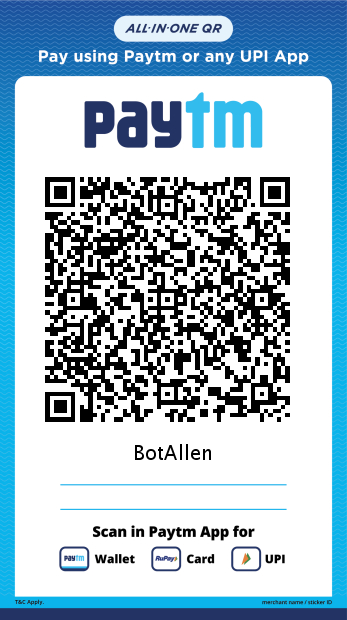 ALL-IN-ONE QR
Pay using Paytm or any UPI App
paytm
BotAllen
Scan in Paytm App for
paytm Wallet RuPay Card UPI
T&C Apply. merchant name / sticker ID